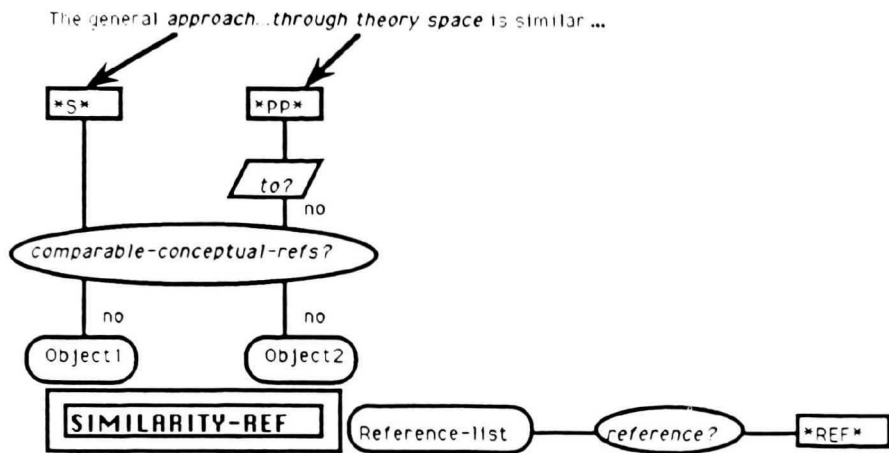 The general approach...through theory space is similar ...
*S* *PP*
to?
no
comparable-conceptual-refs?
no no
Object1 Object2
SIMILARITY-REF Reference-list reference? *REF*